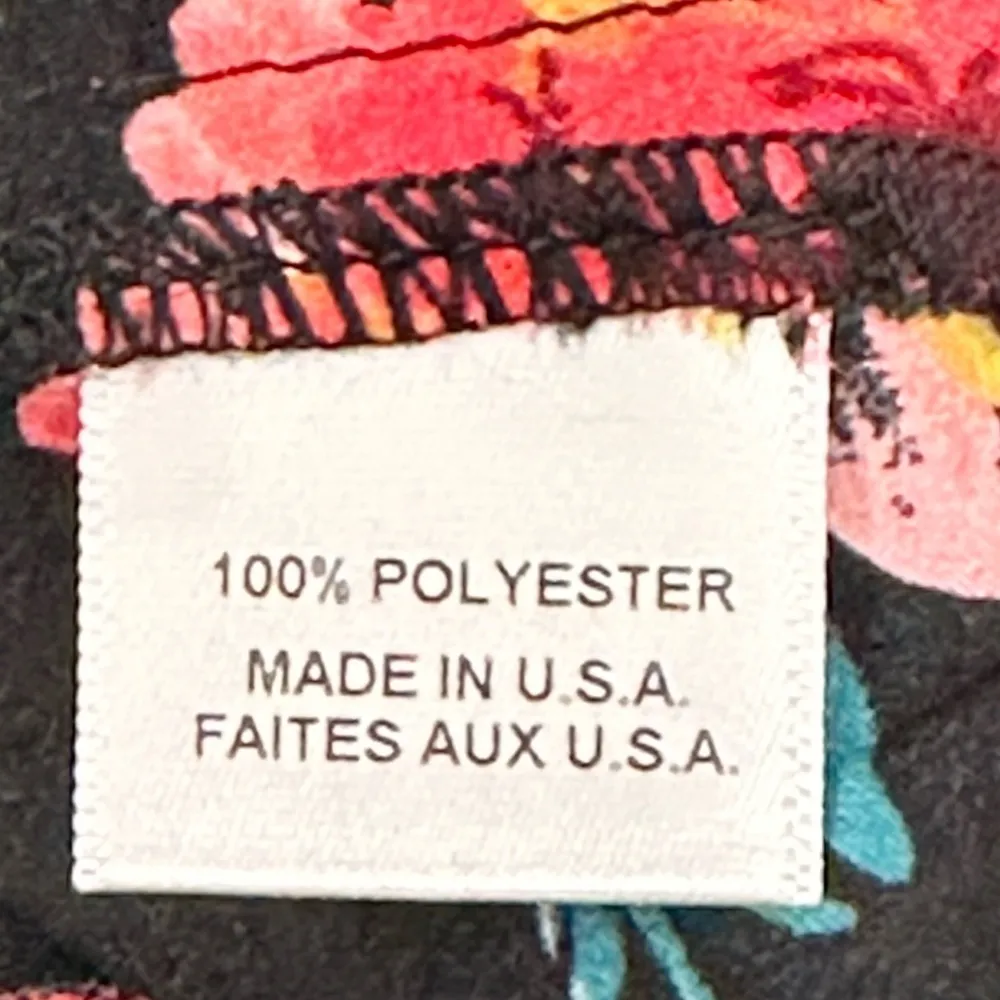 100% POLYESTER
MADE IN U.S.A.
FAITES AUX U.S.A.